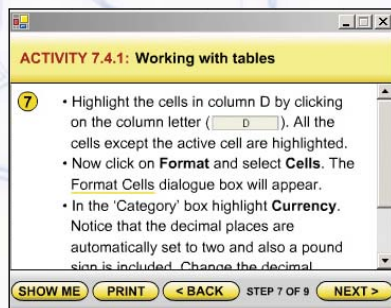 ACTIVITY 7.4.1: Working with tables
7
• Highlight the cells in column D by clicking
on the column letter ( D ). All the
cells except the active cell are highlighted.
• Now click on Format and select Cells. The
Format Cells dialogue box will appear.
• In the ‘Category’ box highlight Currency.
Notice that the decimal places are
automatically set to two and also a pound
sign is included. Change the decimal
SHOW ME PRINT < BACK STEP 7 OF 9 NEXT >